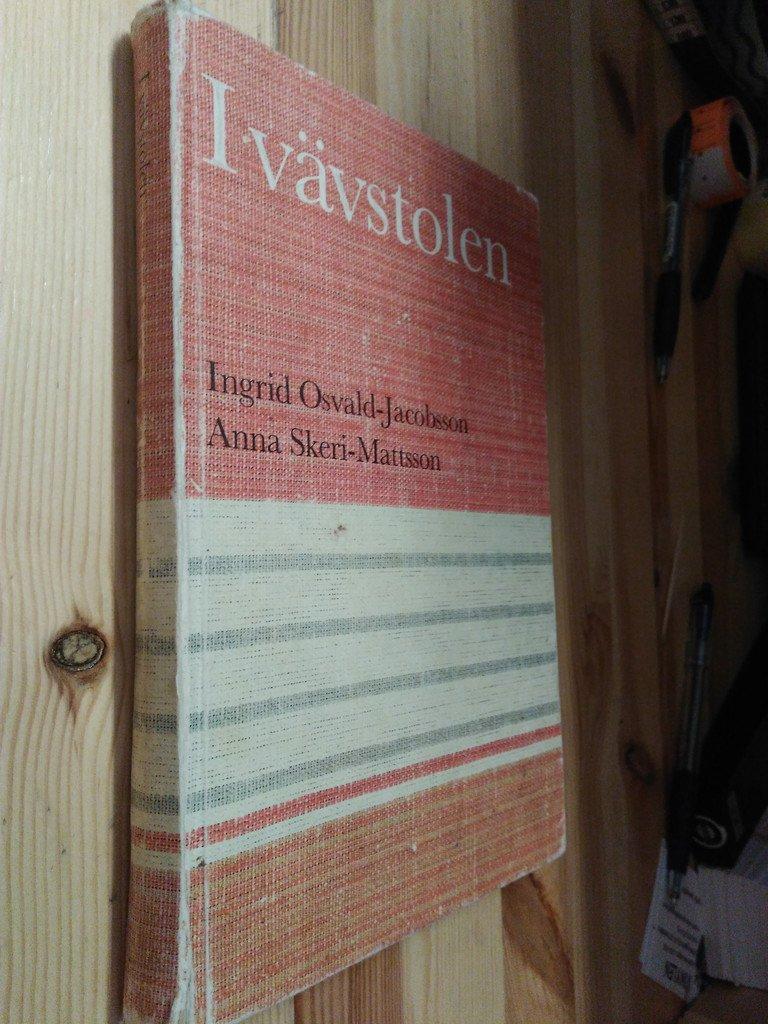 I vävstolen
Ingrid Osvald-Jacobsson
Anna Skeri-Mattsson